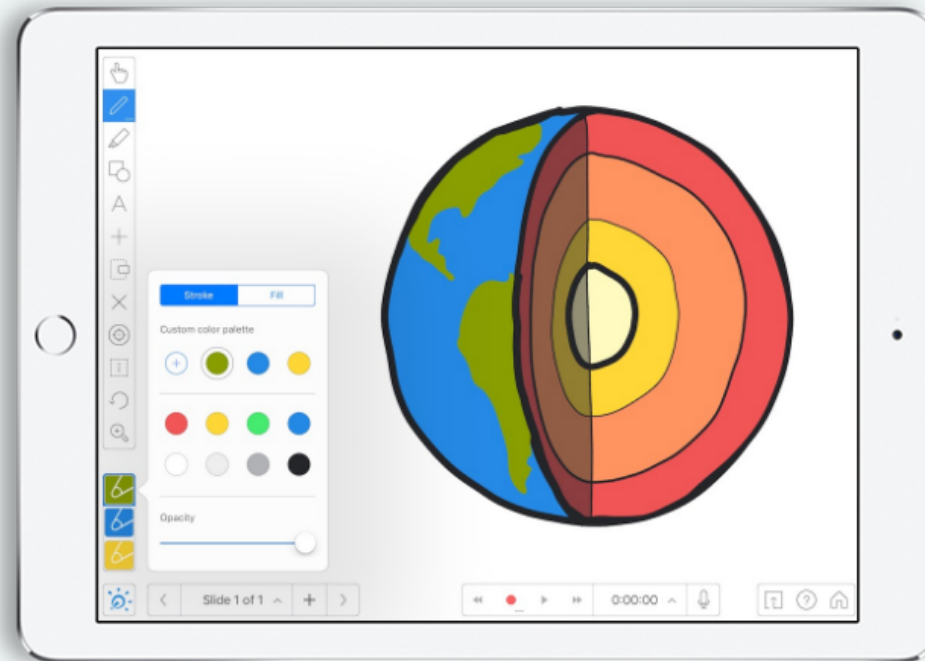 A
Stroke Fill
Custom color palette
Opacity
Slide 1 of 1
0:00:00
?